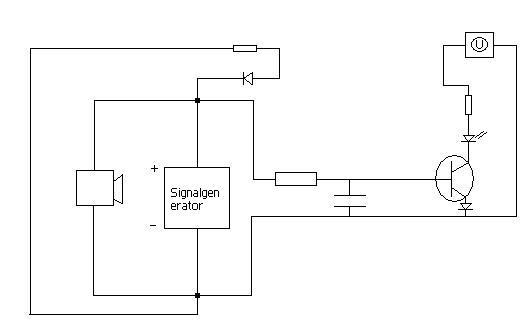 U
+
Signalgen
erator
–